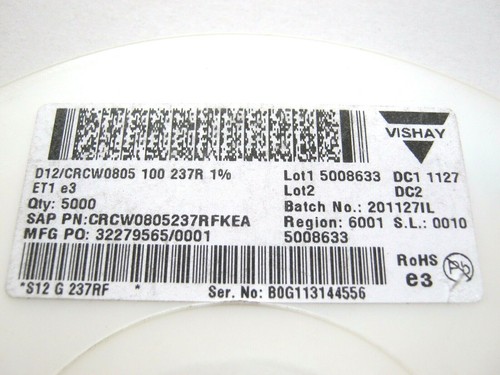 VISHAY
D12/CRCW0805 100 237R 1% Lot1 5008633 DC1 1127
ET1 e3 Lot2 DC2
Qty: 5000 Batch No.: 201127IL
SAP PN:CRCW0805237RFKEA Region: 6001 S.L.: 0010
MFG PO: 32279565/0001 5008633
RoHS
e3 Pb
*S12 G 237RF * Ser. No: B0G113144556